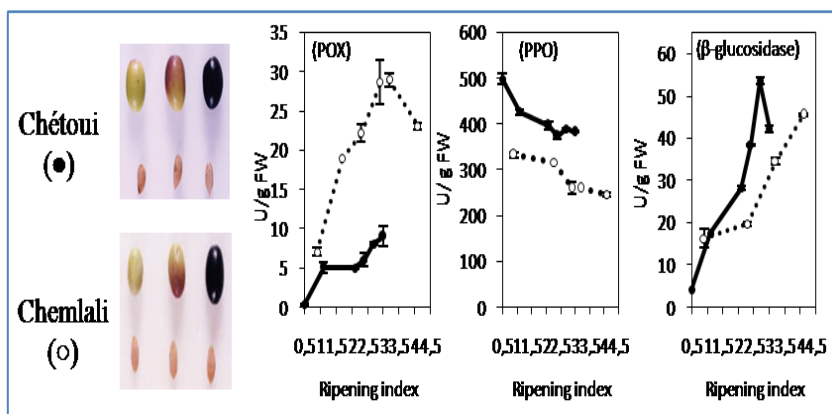 Chétoui
(●)
Chemlali
(○)
(POX)
U/g FW
35
30
25
20
15
10
5
0
0,511,522,533,544,5
Ripening index
(PPO)
U/g FW
600
500
400
300
200
100
0
0,511,522,533,544,5
Ripening index
(β-glucosidase)
U/g FW
60
50
40
30
20
10
0
0,511,522,533,544,5
Ripening index